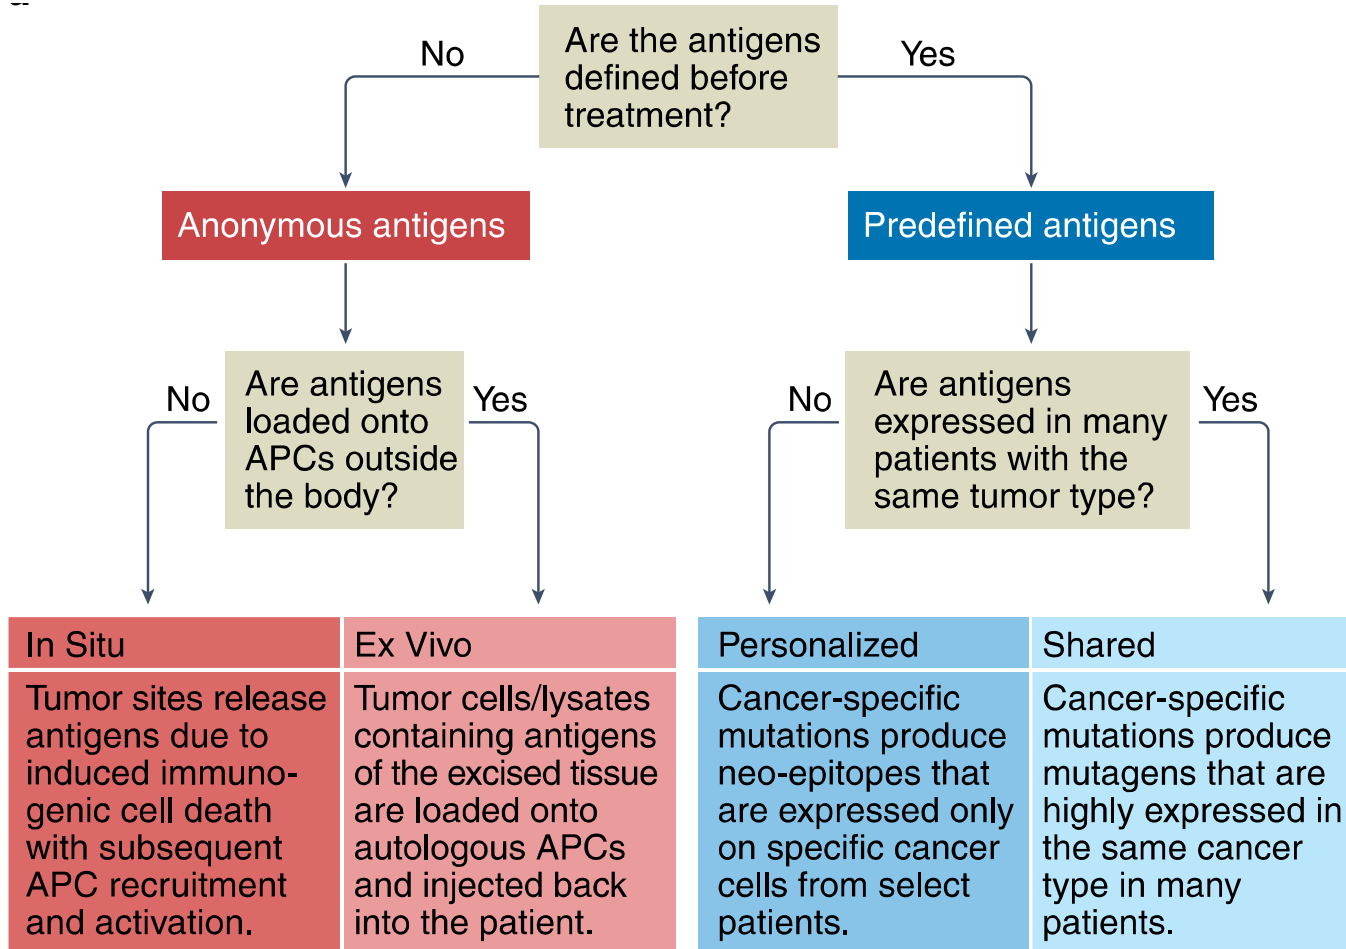 Are the antigens
defined before
treatment?
No
Yes
Anonymous antigens
Predefined antigens
Are antigens
loaded onto
APCs outside
the body?
No
Yes
Are antigens
expressed in many
patients with the
same tumor type?
No
Yes
In Situ
Tumor sites release
antigens due to
induced immuno-
genic cell death
with subsequent
APC recruitment
and activation.
Ex Vivo
Tumor cells/lysates
containing antigens
of the excised tissue
are loaded onto
autologous APCs
and injected back
into the patient.
Personalized
Cancer-specific
mutations produce
neo-epitopes that
are expressed only
on specific cancer
cells from select
patients.
Shared
Cancer-specific
mutations produce
mutagens that are
highly expressed in
the same cancer
type in many
patients.